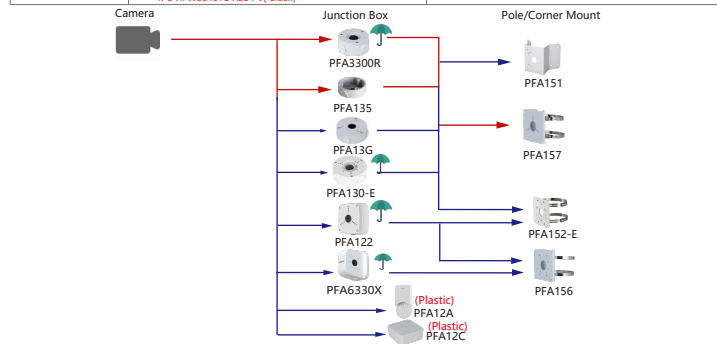 Camera
Junction Box
Pole/Corner Mount
PFA3300R
PFA151
PFA135
PFA13G
PFA157
PFA130-E
PFA122
PFA152-E
PFA6330X
PFA156
(Plastic)
PFA12A
(Plastic)
PFA12C